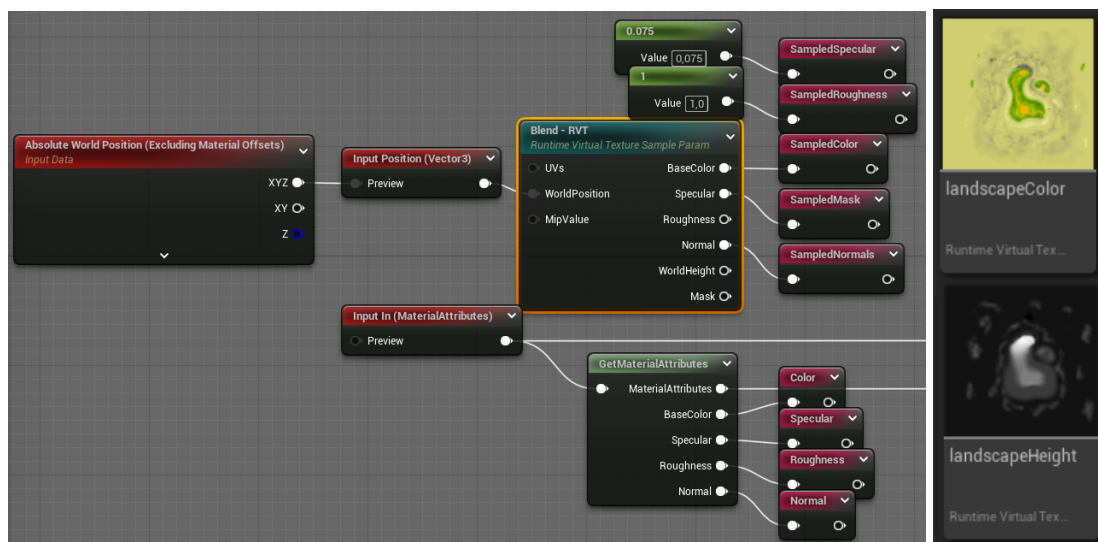 0.075
Value 0,075
1
Value 1,0
SampledSpecular
SampledRoughness
Blend - RVT
Runtime Virtual Texture Sample Param
UVs
BaseColor
WorldPosition
Specular
MipValue
Roughness
Normal
WorldHeight
Mask
SampledColor
SampledMask
SampledNormals
Absolute World Position (Excluding Material Offsets)
Input Data
XYZ
XY
Z
Input Position (Vector3)
Preview
Input In (MaterialAttributes)
Preview
GetMaterialAttributes
MaterialAttributes
BaseColor
Specular
Roughness
Normal
Color
Specular
Roughness
Normal
landscapeColor
Runtime Virtual Tex...
landscapeHeight
Runtime Virtual Tex...